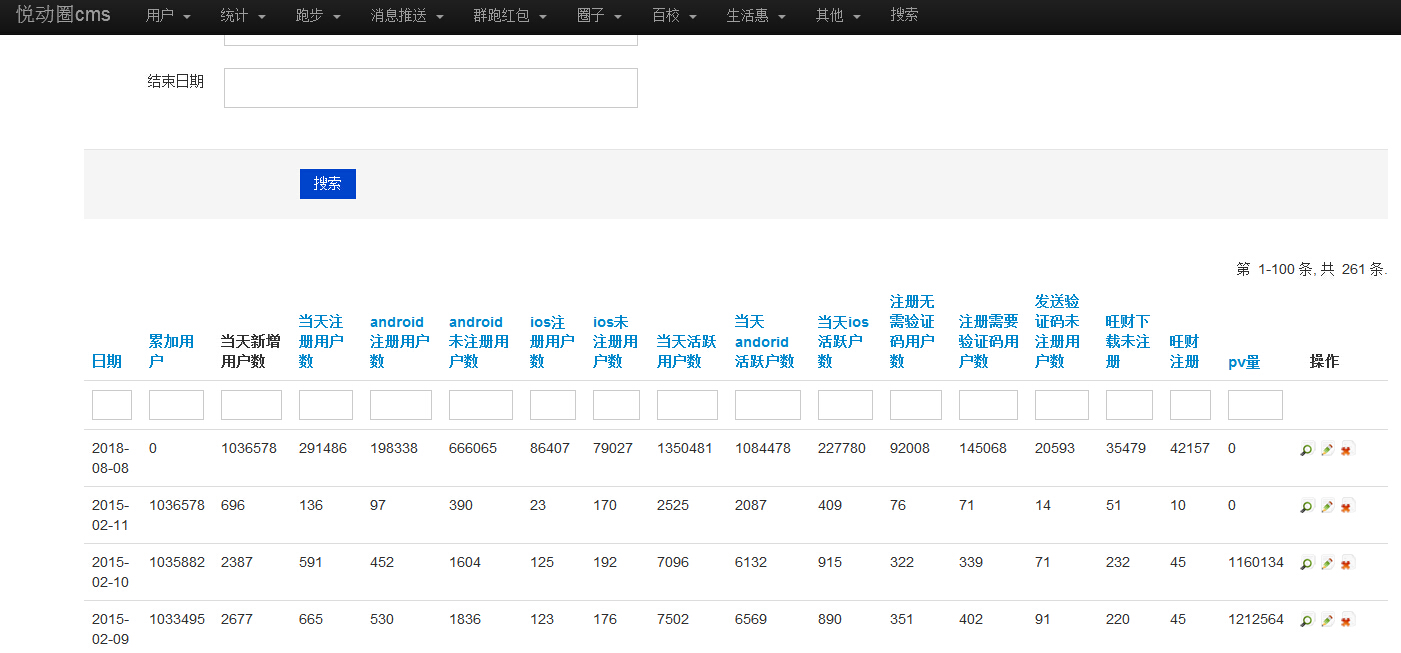 悦动圈cms 用户 统计 跑步 消息推送 群跑红包 圈子 百校 生活惠 其他 搜索
结束日期
搜索
第 1-100 条, 共 261 条.
日期 累加用户 当天新增用户数 当天注册用户数 android注册用户数 android未注册用户数 ios注册用户数 ios未注册用户数 当天活跃用户数 当天andorid活跃户数 当天ios活跃户数 注册无需验证码用户数 注册需要验证码用户数 发送验证码未注册用户数 旺财下载未注册 旺财注册 pv量 操作
2018-08-08 0 1036578 291486 198338 666065 86407 79027 1350481 1084478 227780 92008 145068 20593 35479 42157 0
2015-02-11 1036578 696 136 97 390 23 170 2525 2087 409 76 71 14 51 10 0
2015-02-10 1035882 2387 591 452 1604 125 192 7096 6132 915 322 339 71 232 45 1160134
2015-02-09 1033495 2677 665 530 1836 123 176 7502 6569 890 351 402 91 220 45 1212564